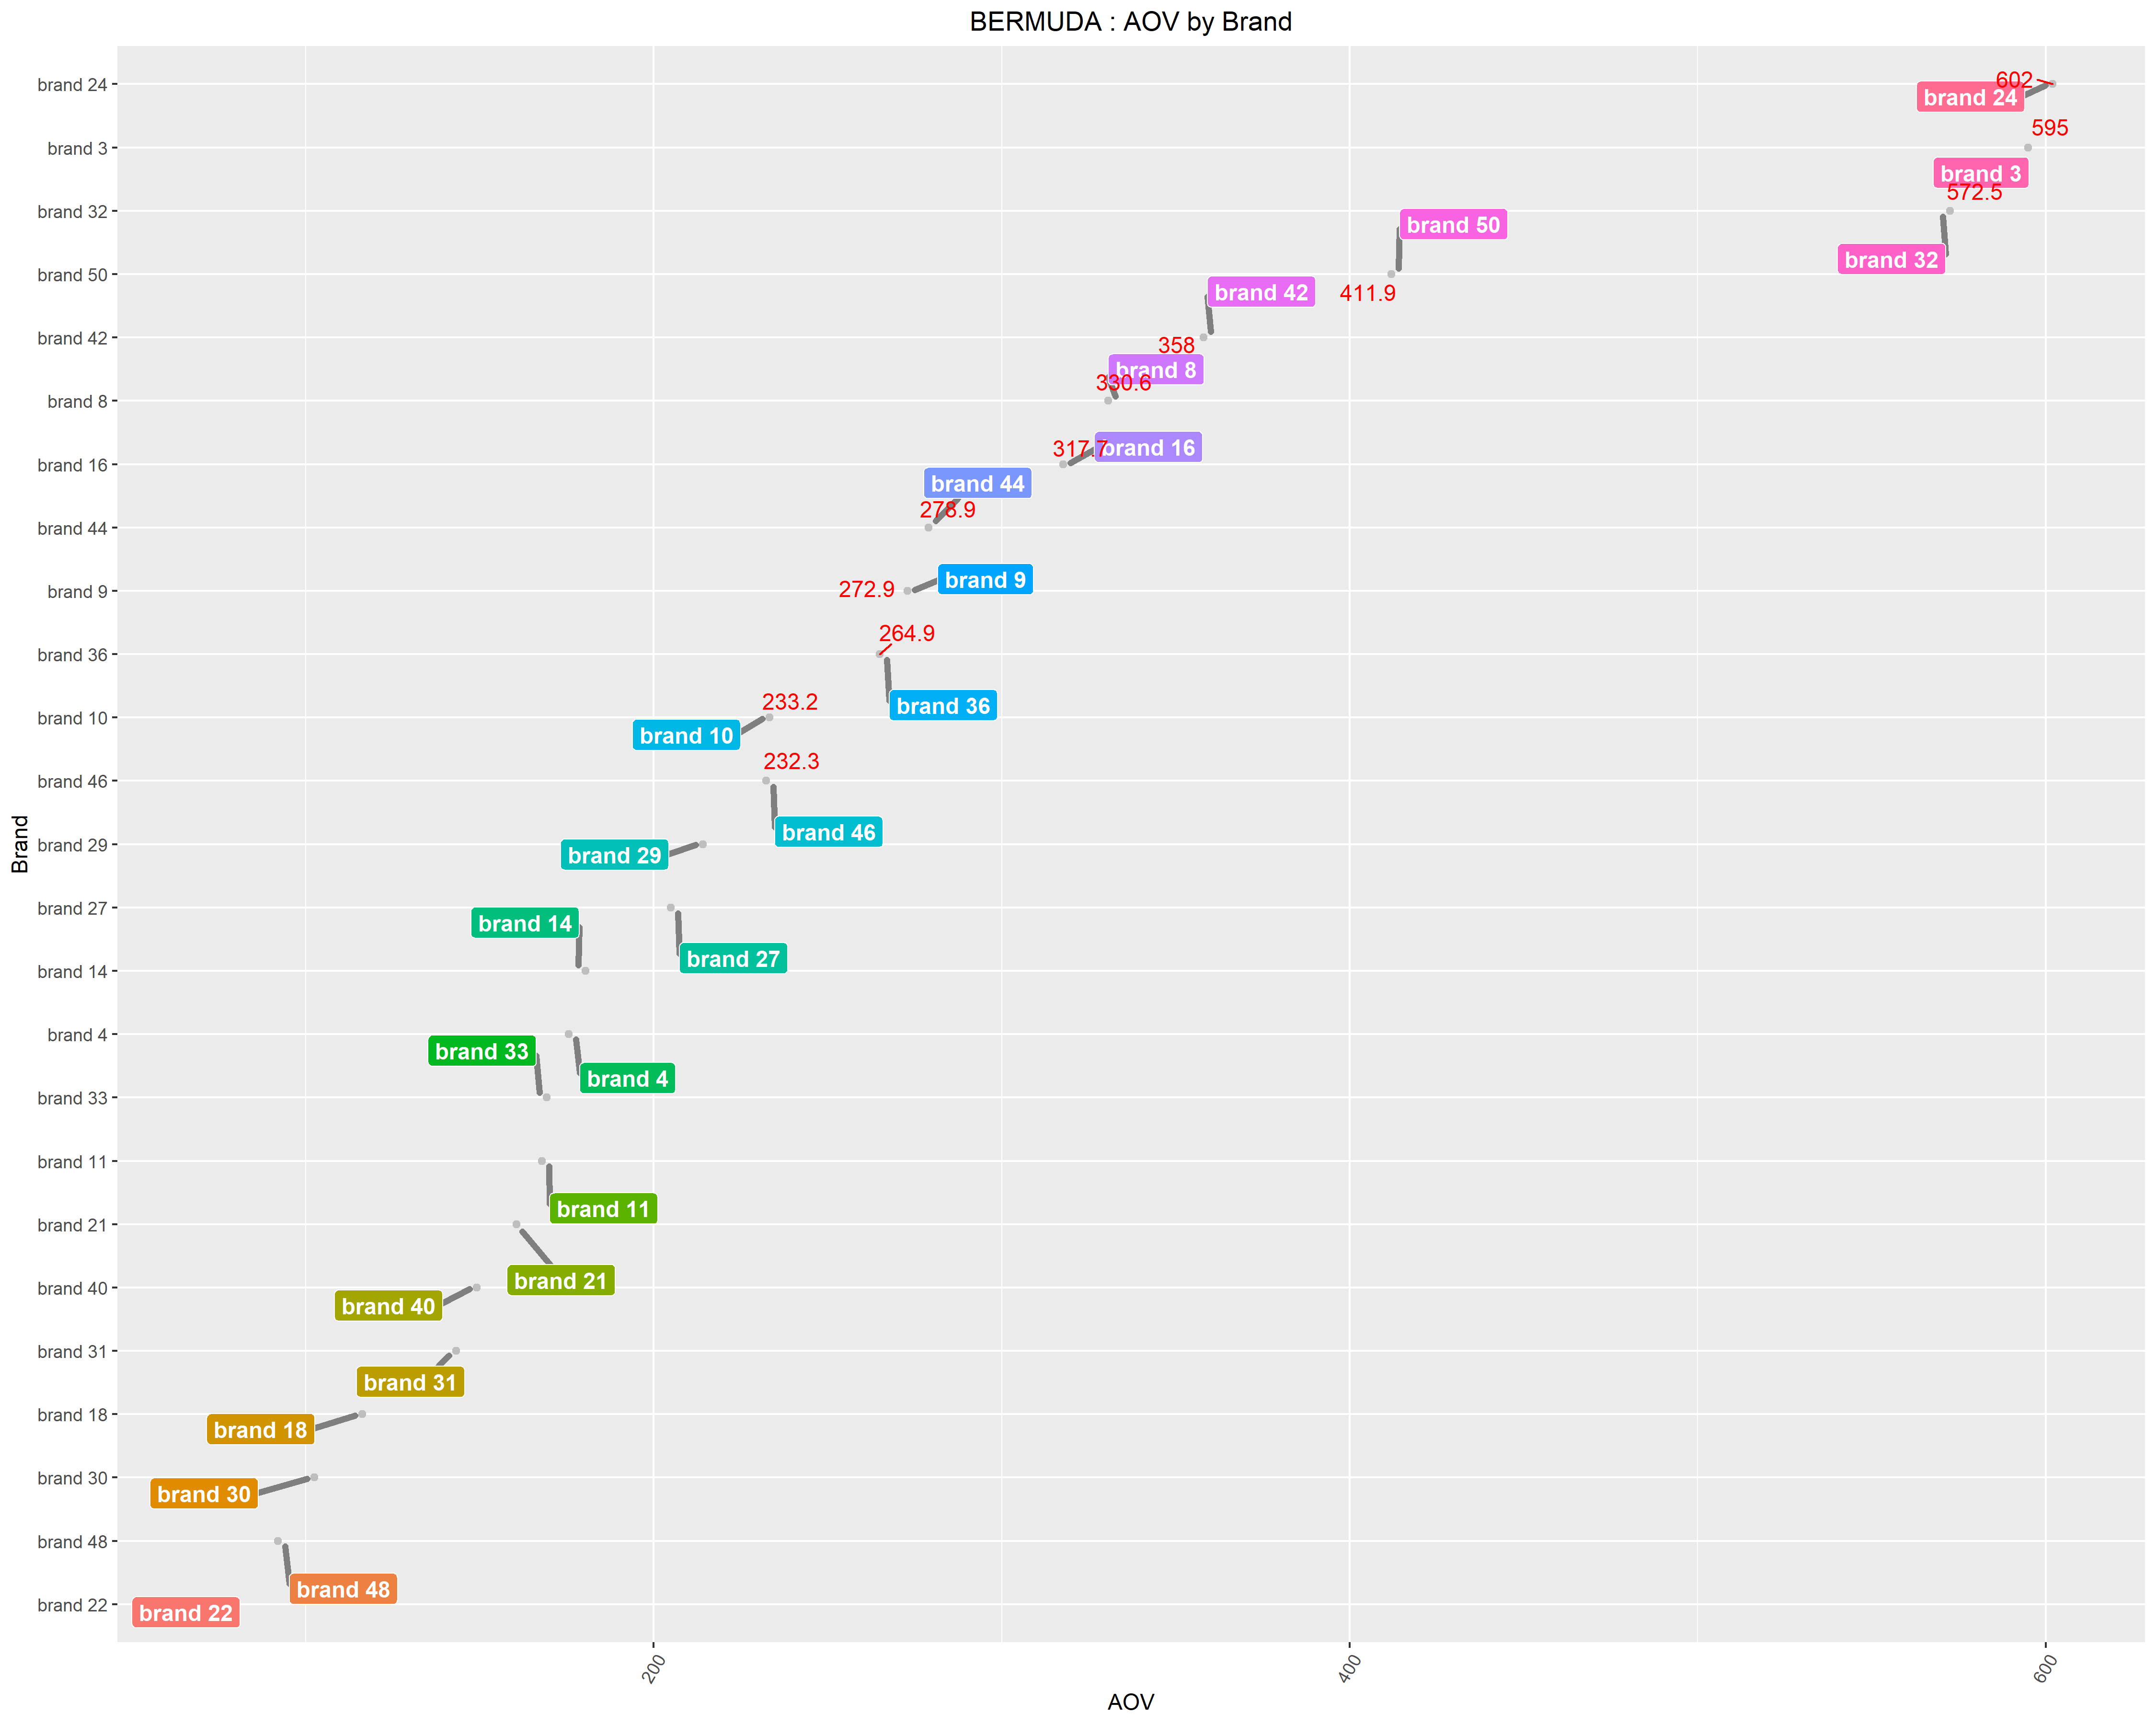 BERMUDA : AOV by Brand
brand 24
602
brand 24
595
brand 3
brand 3
572.5
brand 32
brand 50
brand 32
brand 50
411.9
brand 42
brand 42
358
brand 8
330.6
brand 8
317.7
brand 16
brand 16
brand 44
278.9
brand 44
brand 9
272.9
brand 9
264.9
brand 36
brand 36
233.2
brand 10
brand 10
232.3
brand 46
brand 46
brand 29
brand 29
brand 27
brand 14
brand 27
brand 14
brand 4
brand 33
brand 4
brand 33
brand 11
brand 11
brand 21
brand 21
brand 40
brand 40
brand 31
brand 31
brand 18
brand 18
brand 30
brand 30
brand 48
brand 48
brand 22
brand 22
Brand
200
400
600
AOV